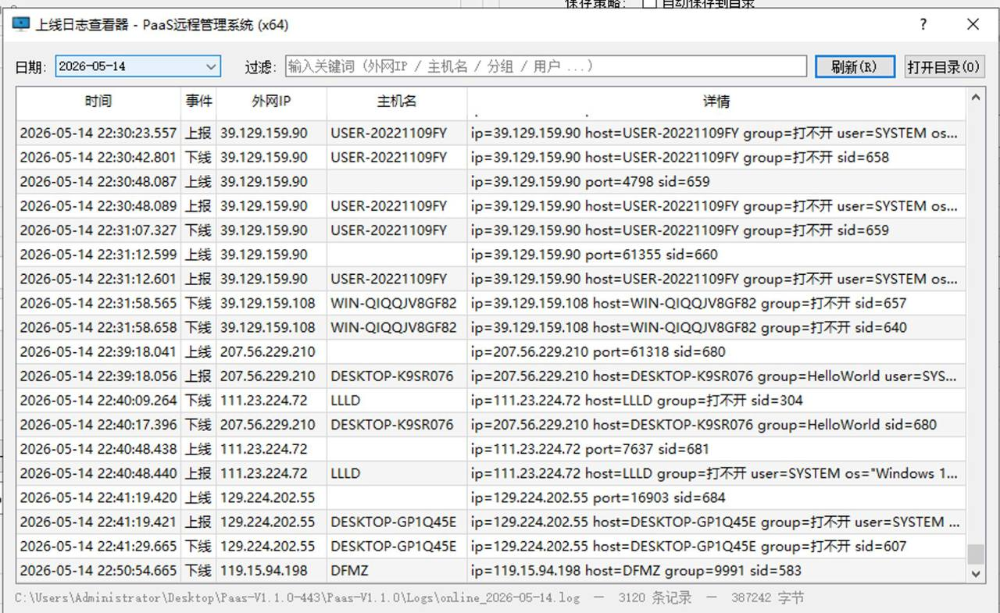 保存策略: 自动保存到目录
上线日志查看器 - PaaS远程管理系统 (x64) ?
日期: 2026-05-14 过滤: 输入关键词 (外网IP / 主机名 / 分组 / 用户 ...) 刷新(R) 打开目录(O)
时间 事件 外网IP 主机名 详情
2026-05-14 22:30:23.557 上报 39.129.159.90 USER-20221109FY ip=39.129.159.90 host=USER-20221109FY group=打不开 user=SYSTEM os...
2026-05-14 22:30:42.801 下线 39.129.159.90 USER-20221109FY ip=39.129.159.90 host=USER-20221109FY group=打不开 sid=658
2026-05-14 22:30:48.087 上线 39.129.159.90 ip=39.129.159.90 port=4798 sid=659
2026-05-14 22:30:48.089 上报 39.129.159.90 USER-20221109FY ip=39.129.159.90 host=USER-20221109FY group=打不开 user=SYSTEM os...
2026-05-14 22:31:07.327 下线 39.129.159.90 USER-20221109FY ip=39.129.159.90 host=USER-20221109FY group=打不开 sid=659
2026-05-14 22:31:12.599 上线 39.129.159.90 ip=39.129.159.90 port=61355 sid=660
2026-05-14 22:31:12.601 上报 39.129.159.90 USER-20221109FY ip=39.129.159.90 host=USER-20221109FY group=打不开 user=SYSTEM os...
2026-05-14 22:31:58.565 下线 39.129.159.108 WIN-QIQQJV8GF82 ip=39.129.159.108 host=WIN-QIQQJV8GF82 group=打不开 sid=657
2026-05-14 22:31:58.658 下线 39.129.159.108 WIN-QIQQJV8GF82 ip=39.129.159.108 host=WIN-QIQQJV8GF82 group=打不开 sid=640
2026-05-14 22:39:18.041 上线 207.56.229.210 ip=207.56.229.210 port=61318 sid=680
2026-05-14 22:39:18.056 上报 207.56.229.210 DESKTOP-K9SR076 ip=207.56.229.210 host=DESKTOP-K9SR076 group=HelloWorld user=SYS...
2026-05-14 22:40:09.264 下线 111.23.224.72 LLLD ip=111.23.224.72 host=LLLD group=打不开 sid=304
2026-05-14 22:40:17.396 下线 207.56.229.210 DESKTOP-K9SR076 ip=207.56.229.210 host=DESKTOP-K9SR076 group=HelloWorld sid=680
2026-05-14 22:40:48.438 上线 111.23.224.72 ip=111.23.224.72 port=7637 sid=681
2026-05-14 22:40:48.440 上报 111.23.224.72 LLLD ip=111.23.224.72 host=LLLD group=打不开 user=SYSTEM os="Windows 1...
2026-05-14 22:41:19.420 上线 129.224.202.55 ip=129.224.202.55 port=16903 sid=684
2026-05-14 22:41:19.421 上报 129.224.202.55 DESKTOP-GP1Q45E ip=129.224.202.55 host=DESKTOP-GP1Q45E group=打不开 user=SYSTEM ...
2026-05-14 22:41:29.665 下线 129.224.202.55 DESKTOP-GP1Q45E ip=129.224.202.55 host=DESKTOP-GP1Q45E group=打不开 sid=607
2026-05-14 22:50:54.665 下线 119.15.94.198 DFMZ ip=119.15.94.198 host=DFMZ group=9991 sid=583
C:\Users\Administrator\Desktop\Paas-V1.1.0-443\Paas-V1.1.0\Logs\online_2026-05-14.log — 3120 条记录 — 387242 字节